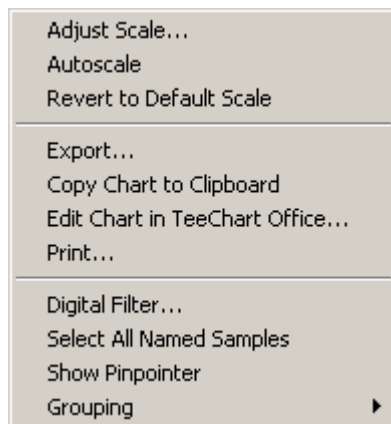 Adjust Scale...
Autoscale
Revert to Default Scale
Export...
Copy Chart to Clipboard
Edit Chart in TeeChart Office...
Print...
Digital Filter...
Select All Named Samples
Show Pinpointer
Grouping